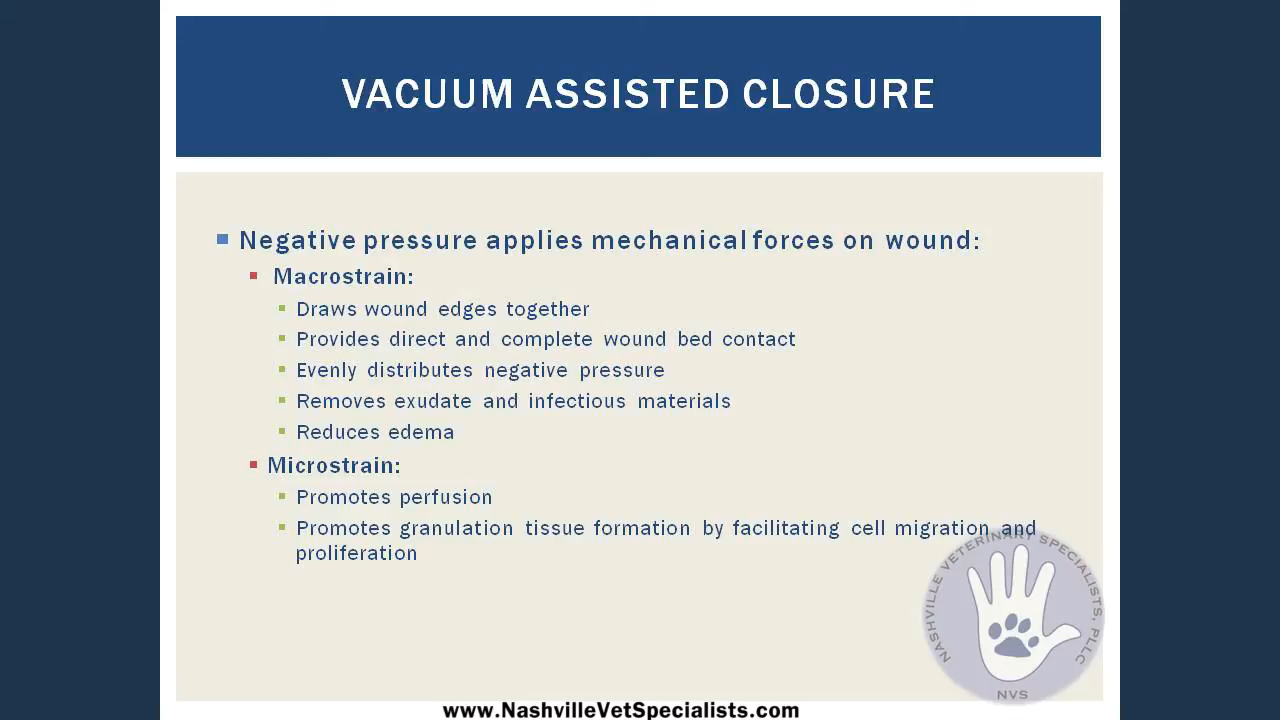 VACUUM ASSISTED CLOSURE
Negative pressure applies mechanical forces on wound:
Macrostrain:
Draws wound edges together
Provides direct and complete wound bed contact
Evenly distributes negative pressure
Removes exudate and infectious materials
Reduces edema
Microstrain:
Promotes perfusion
Promotes granulation tissue formation by facilitating cell migration and
proliferation
NASHVILLE VETERINARY SPECIALISTS, PLLC
NVS
www.NashvilleVetSpecialists.com